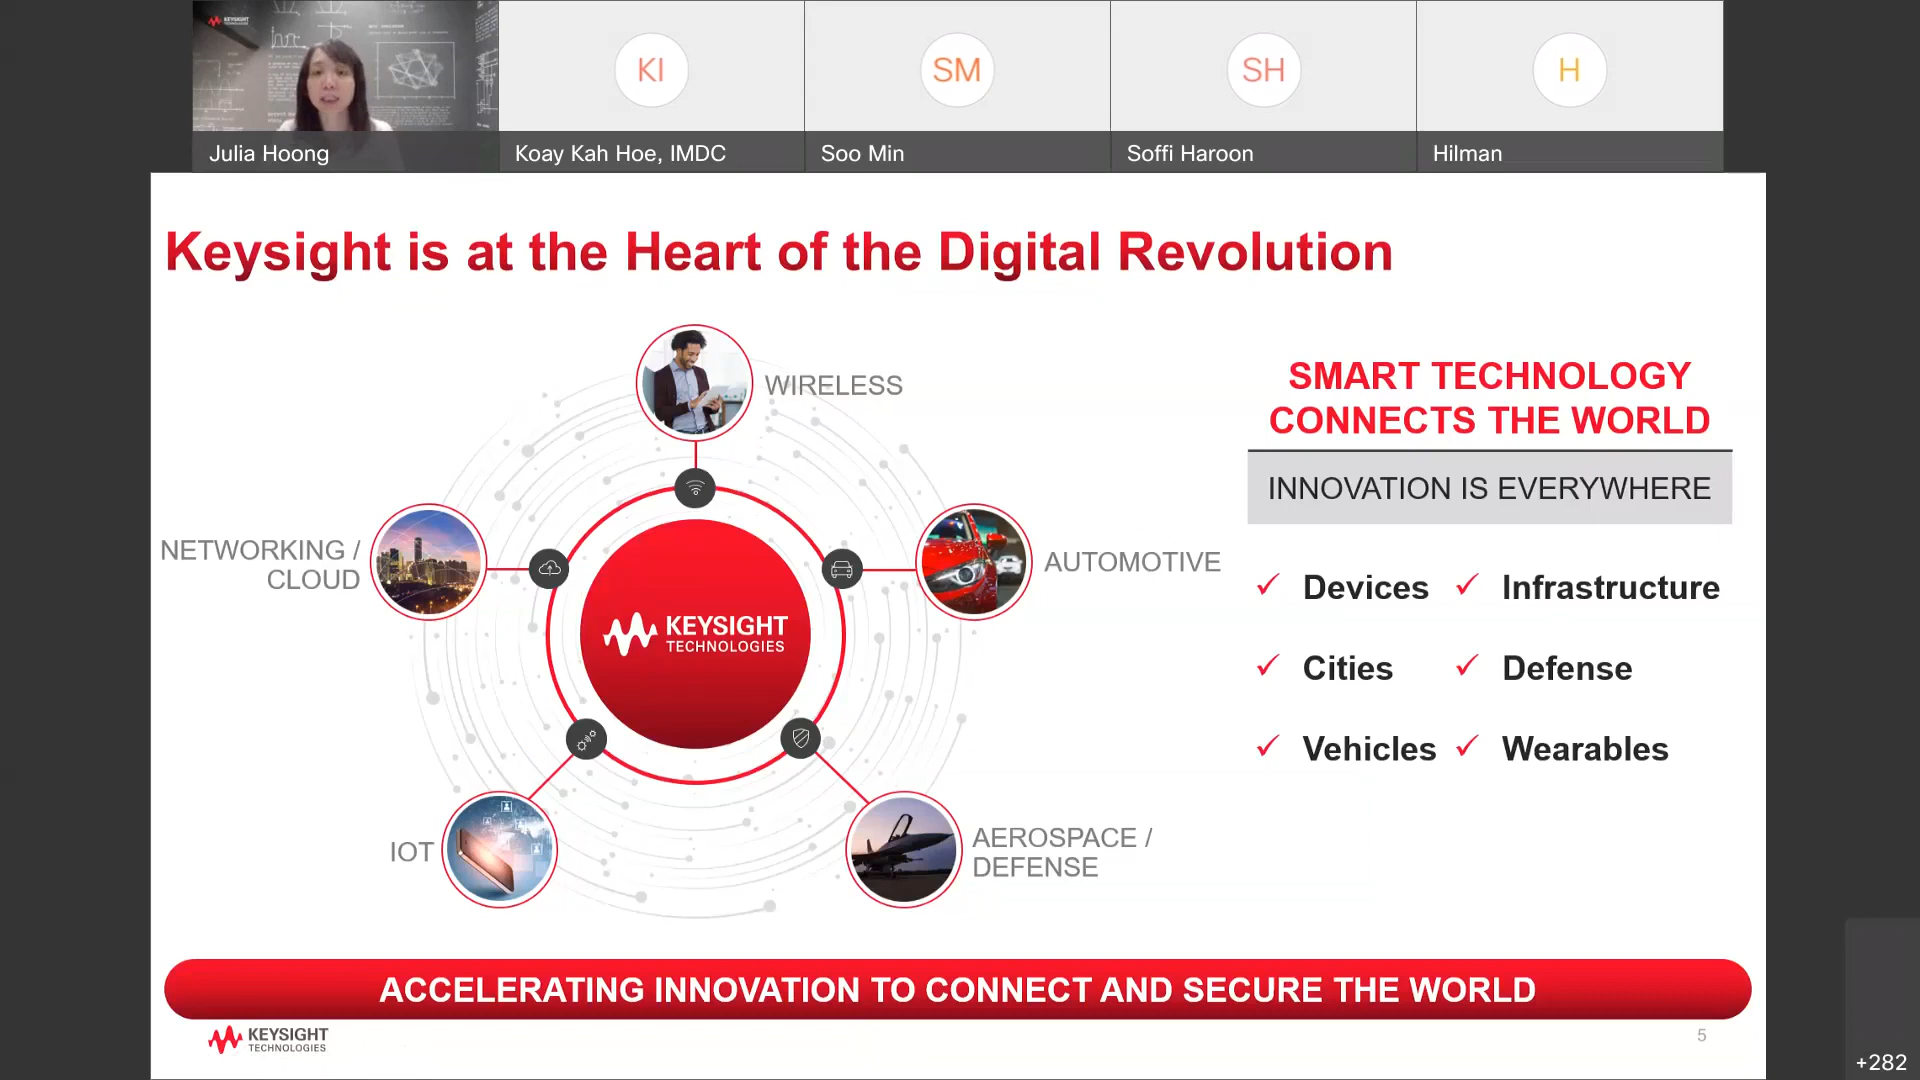 KEYSIGHT
TECHNOLOGIES
KI
SM
SH
H
Julia Hoong
Koay Kah Hoe, IMDC
Soo Min
Soffi Haroon
Hilman
Keysight is at the Heart of the Digital Revolution
WIRELESS
NETWORKING /
CLOUD
AUTOMOTIVE
KEYSIGHT
TECHNOLOGIES
IOT
AEROSPACE /
DEFENSE
SMART TECHNOLOGY
CONNECTS THE WORLD
INNOVATION IS EVERYWHERE
✓ Devices ✓ Infrastructure
✓ Cities ✓ Defense
✓ Vehicles ✓ Wearables
ACCELERATING INNOVATION TO CONNECT AND SECURE THE WORLD
KEYSIGHT
TECHNOLOGIES
5
+282